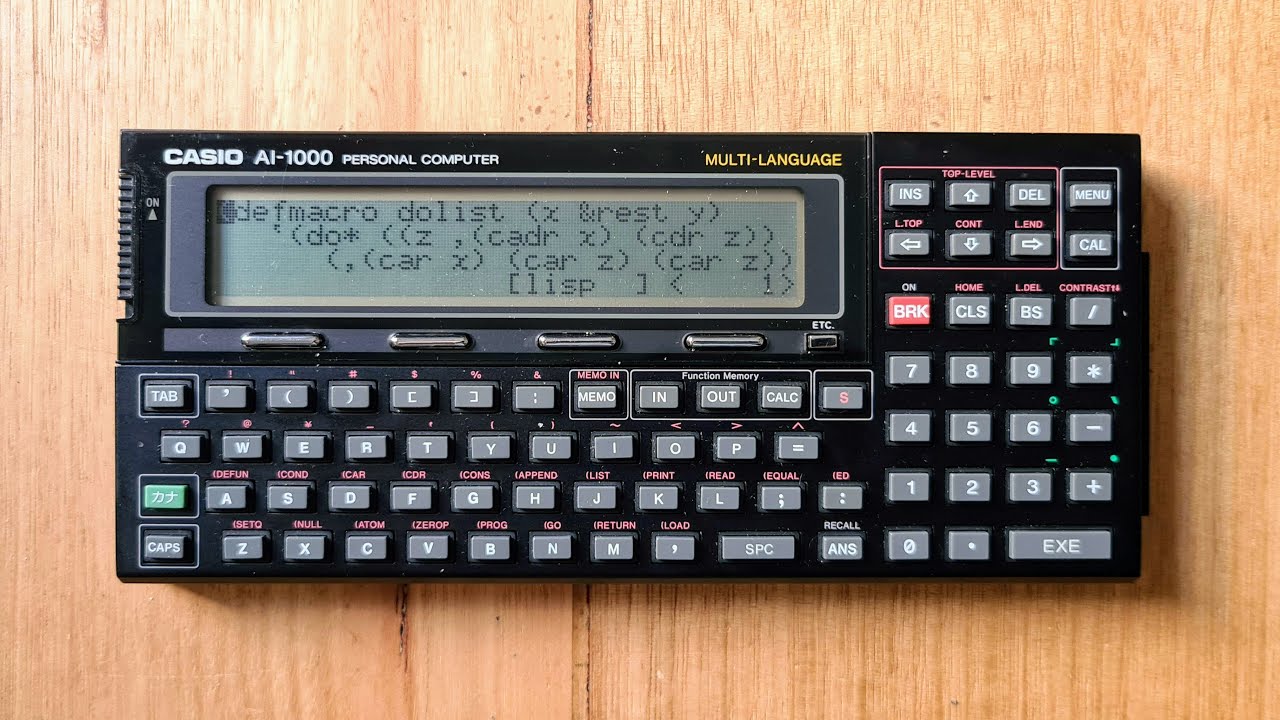 CASIO AI-1000 PERSONAL COMPUTER MULTI-LANGUAGE
ON
defmacro dolist (x &rest y)
`(do* ((z ,(cadr x) (cdr z))
(,(car x) (car z) (car z))
[lisp ] < 1>
ETC.
TOP-LEVEL
INS ⇧ DEL MENU
L.TOP CONT L.END
⇦ ⇩ ⇨ CAL
ON HOME L.DEL CONTRAST⇅
BRK CLS BS /
7 8 9 *
4 5 6 −
1 2 3 +
0 . EXE
! " # $ % & MEMO IN Function Memory
TAB ' ( ) [ ] | MEMO IN OUT CALC S
? @ ¥ _ { } ~ < > ^
Q W E R T Y U I O P =
(DEFUN (COND (CAR (CDR (CONS (APPEND (LIST (PRINT (READ (EQUAL (ED
カナ A S D F G H J K L ; :
(SETQ (NULL (ATOM (ZEROP (PROG (GO (RETURN (LOAD RECALL
CAPS Z X C V B N M , SPC ANS